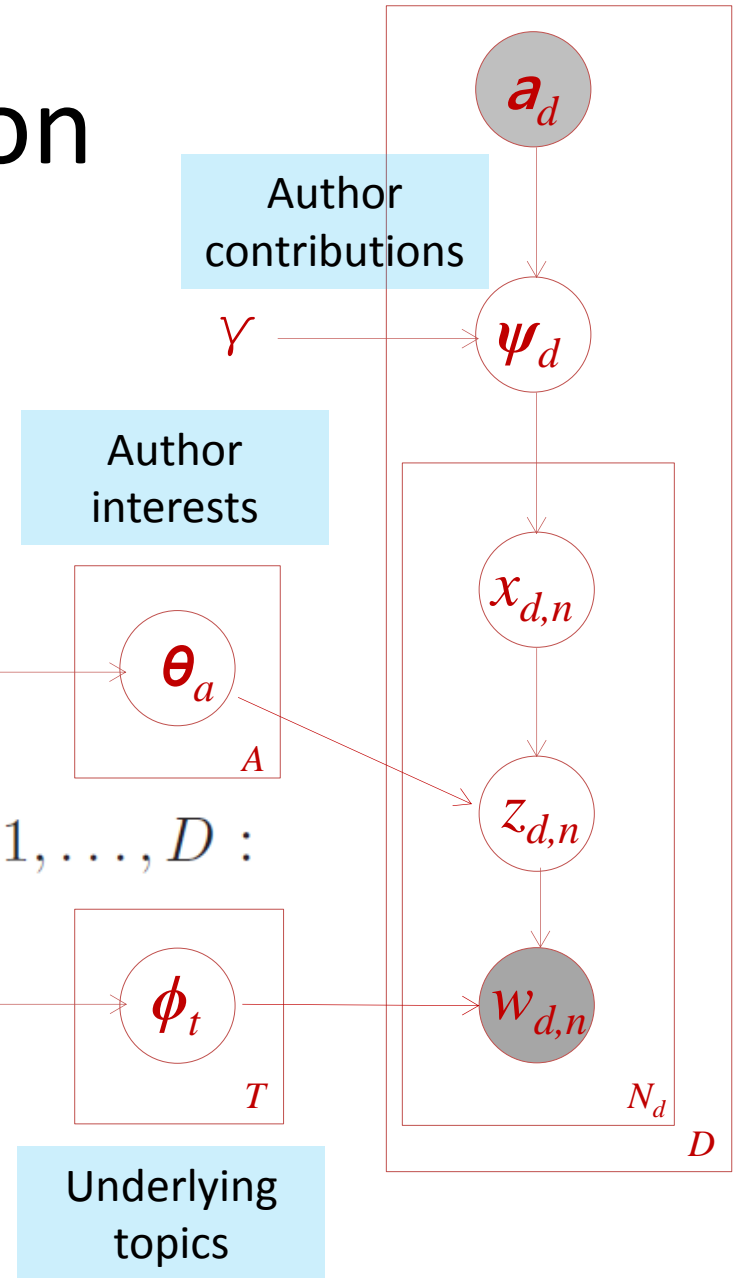 on
a_d
Author
contributions
γ
ψ_d
Author
interests
x_{d,n}
θ_a
A
z_{d,n}
1, . . . , D :
ϕ_t
w_{d,n}
T
N_d
D
Underlying
topics